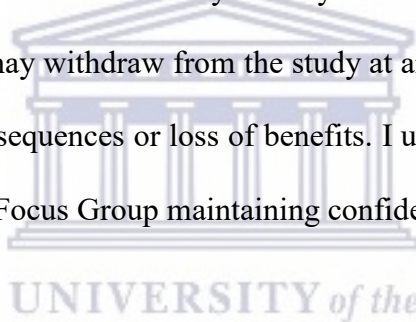 may withdraw from the study at a
sequences or loss of benefits. I u
Focus Group maintaining confide
UNIVERSITY of the